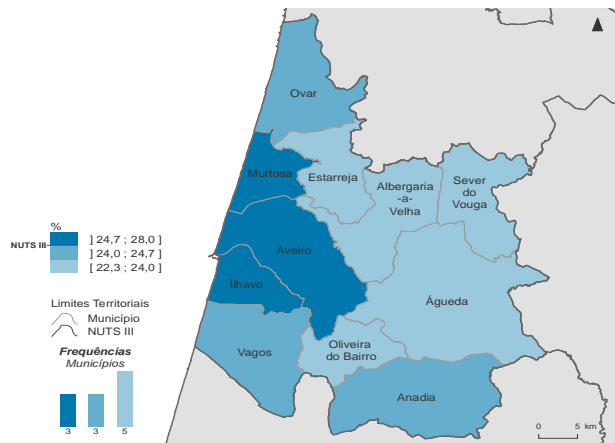 Ovar
Murtosa
Estarreja
Albergaria
-a-
Velha
Sever
do
Vouga
Aveiro
Ílhavo
Águeda
Vagos
Oliveira
do Bairro
Anadia
%
NUTS III
] 24,7 ; 28,0 ]
] 24,0 ; 24,7 ]
[ 22,3 ; 24,0 ]
Limites Territoriais
Município
NUTS III
Frequências
Municípios
3 3 5
0 5 km